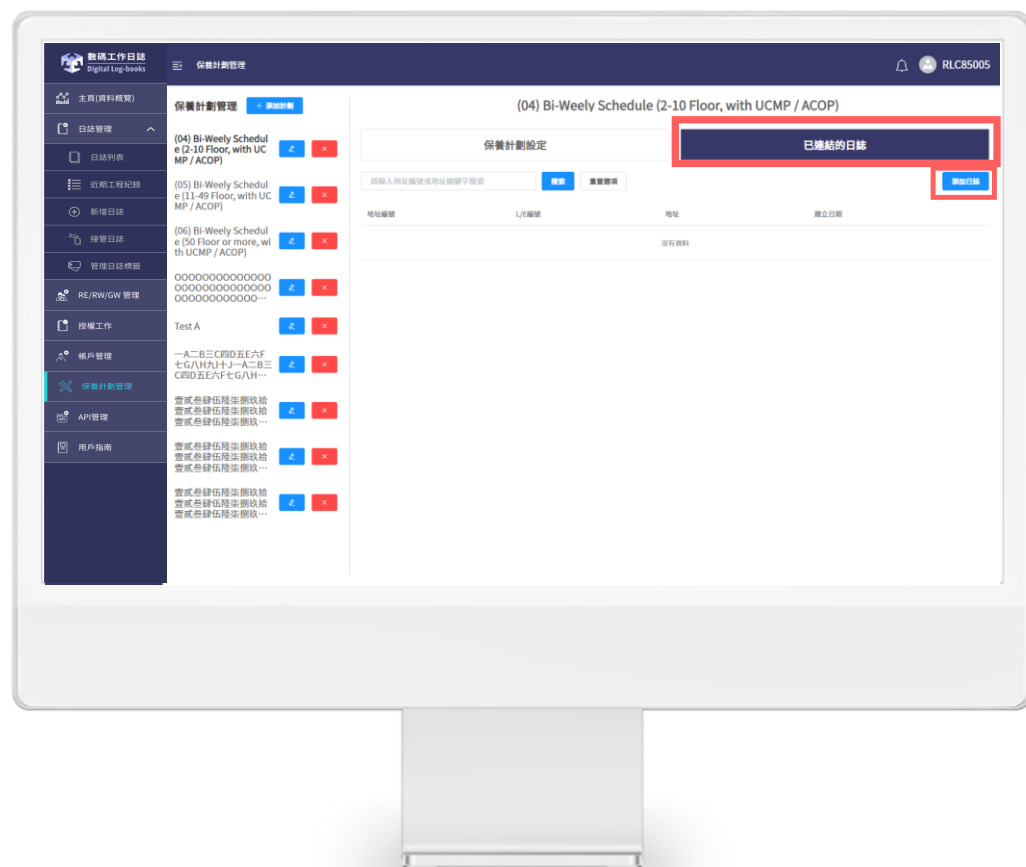 數碼工作日誌
Digital Log-books
保養計劃管理
RLC85005
主頁(資料概覽)
日誌管理
日誌列表
近期工程紀錄
新增日誌
接管日誌
管理日誌標籤
RE/RW/GW 管理
授權工作
帳戶管理
保養計劃管理
API管理
用戶指南
保養計劃管理
+ 添加計劃
(04) Bi-Weely Schedul
e (2-10 Floor, with UC
MP / ACOP)
(05) Bi-Weely Schedul
e (11-49 Floor, with UC
MP / ACOP)
(06) Bi-Weely Schedul
e (50 Floor or more, wi
th UCMP / ACOP)
OOOOOOOOOOOOOO
OOOOOOOOOOOOOO
OOOOOOOOOOOO…
Test A
一A二B三C四D五E六F
七G八H九I十J一A二B三
C四D五E六F七G八H…
壹貳叁肆伍陸柒捌玖拾
壹貳叁肆伍陸柒捌玖拾
壹貳叁肆伍陸柒捌玖…
壹貳叁肆伍陸柒捌玖拾
壹貳叁肆伍陸柒捌玖拾
壹貳叁肆伍陸柒捌玖…
壹貳叁肆伍陸柒捌玖拾
壹貳叁肆伍陸柒捌玖拾
壹貳叁肆伍陸柒捌玖…
(04) Bi-Weely Schedule (2-10 Floor, with UCMP / ACOP)
保養計劃設定
已連結的日誌
請輸入地址編號或地址關鍵字搜索
搜索
重置選項
添加日誌
地址編號
L/E編號
地址
建立日期
沒有資料